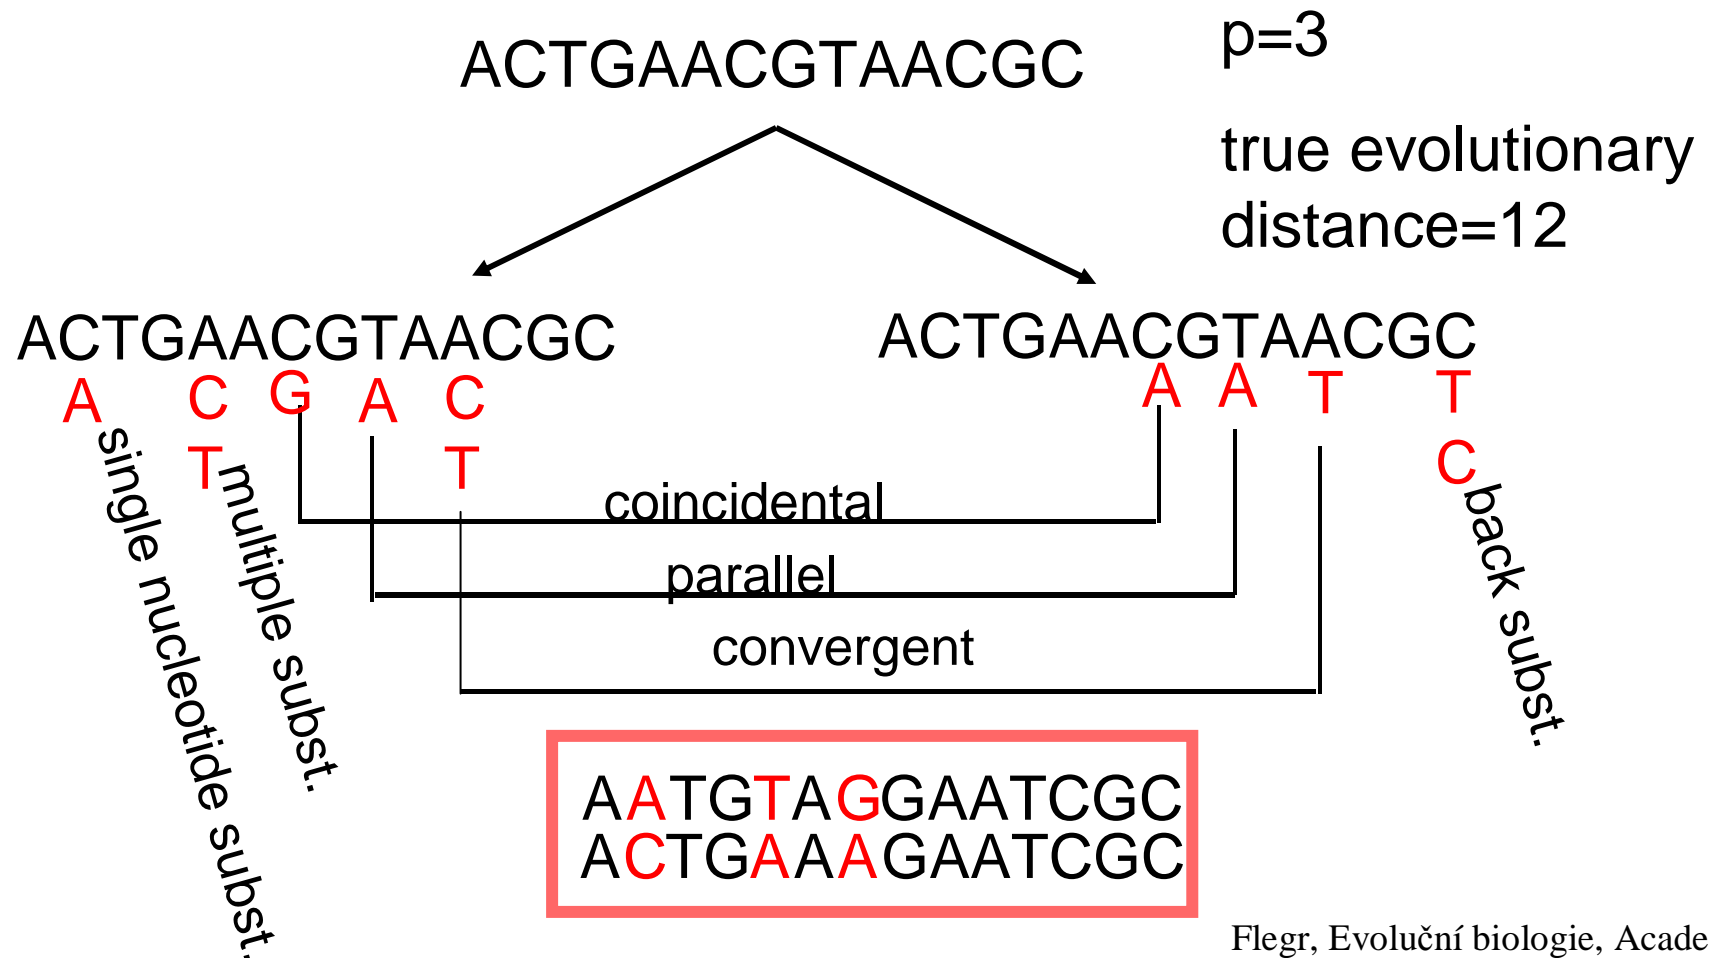 ACTGAACGTAACGC
p=3
true evolutionary
distance=12
ACTGAACGTAACGC
ACTGAACGTAACGC
A C G A C
A A T T
T T
C
single nucleotide subst.
multiple subst.
back subst.
coincidental
parallel
convergent
AATGTAGGAATCGC
ACTGAAAGAATCGC
Flegr, Evoluční biologie, Acade